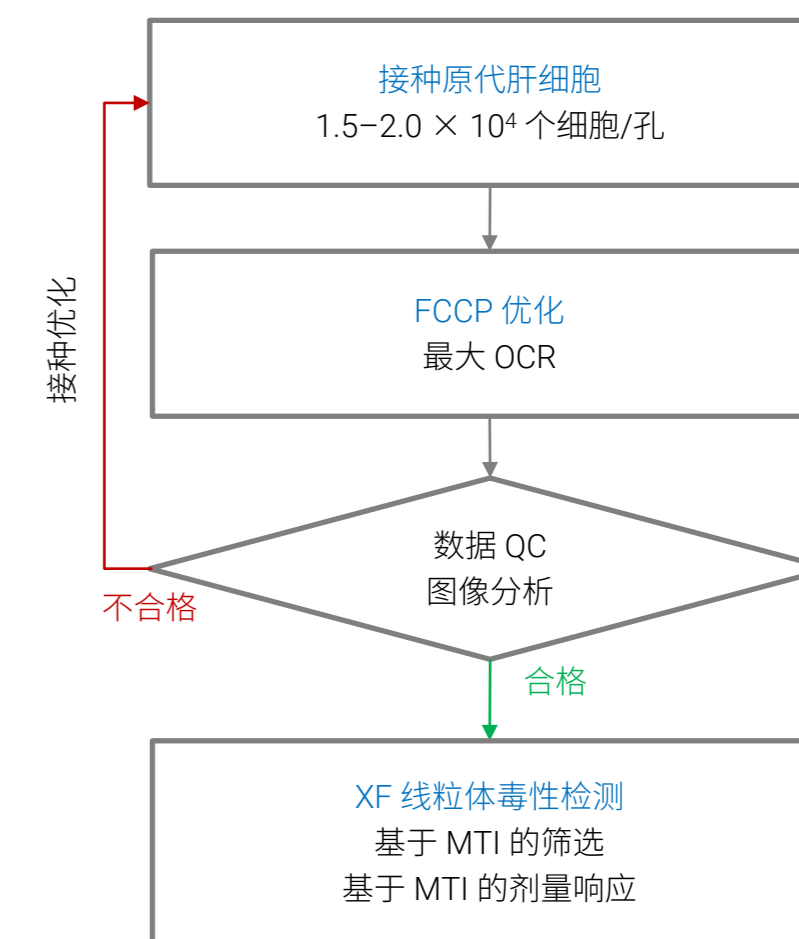 接种原代肝细胞
1.5–2.0 × 10⁴ 个细胞/孔
接种优化
FCCP 优化
最大 OCR
数据 QC
图像分析
不合格
合格
XF 线粒体毒性检测
基于 MTI 的筛选
基于 MTI 的剂量响应